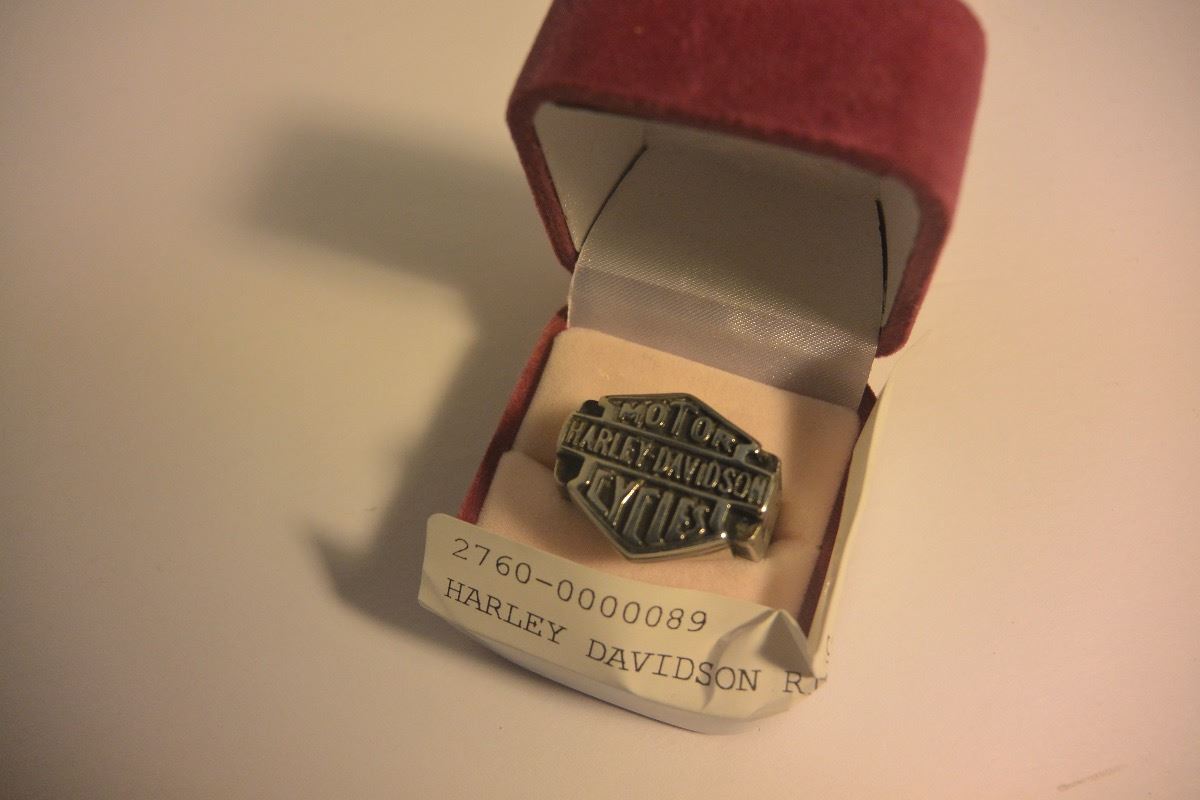 MOTOR
HARLEY-DAVIDSON
CYCLES
2760-0000089
HARLEY DAVIDSON